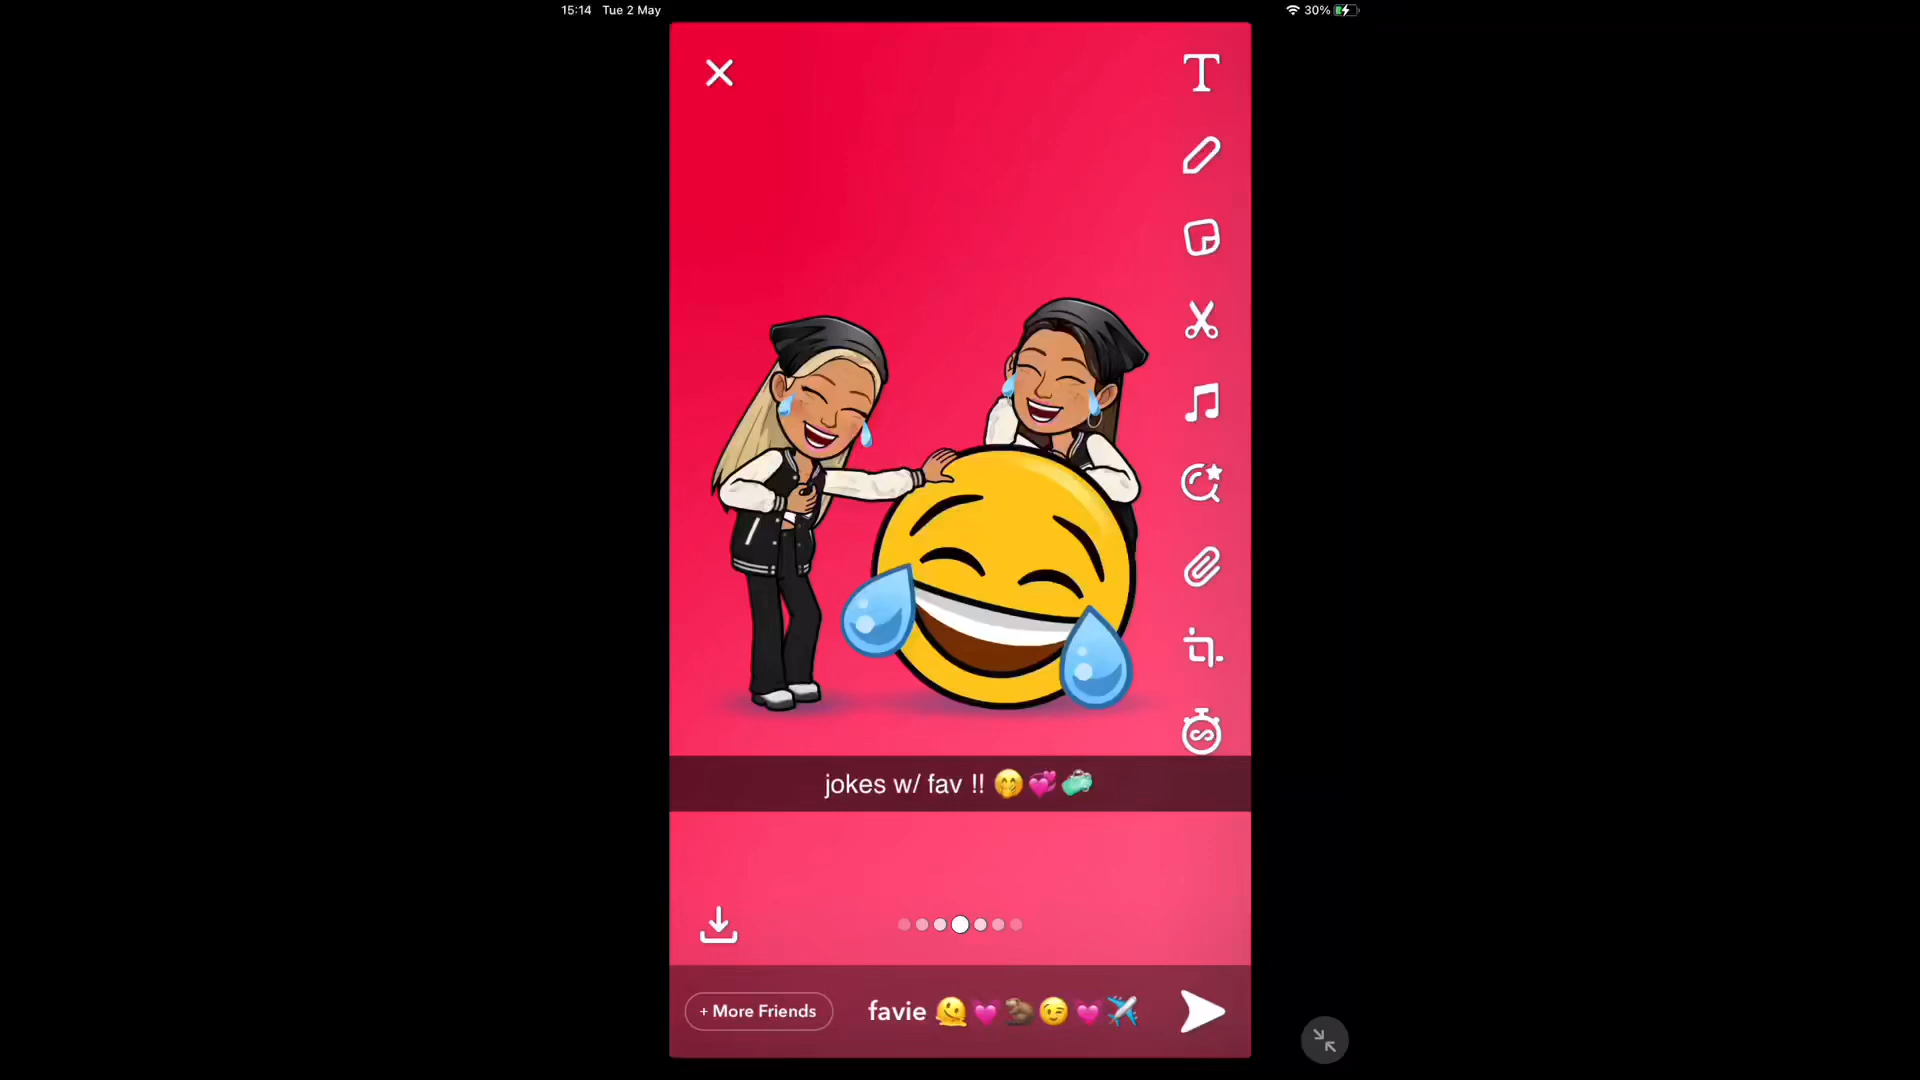 15:14 Tue 2 May
30%
jokes w/ fav !! 🤭💞🧼
+ More Friends
favie 🫠💗🦫😉💗✈️